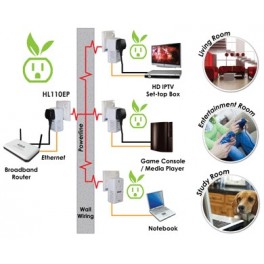 HL110EP
Ethernet
Broadband
Router
Powerline
Wall
Wiring
HD IPTV
Set-top Box
Game Console
/ Media Player
Notebook
Living Room
Entertainment Room
Study Room